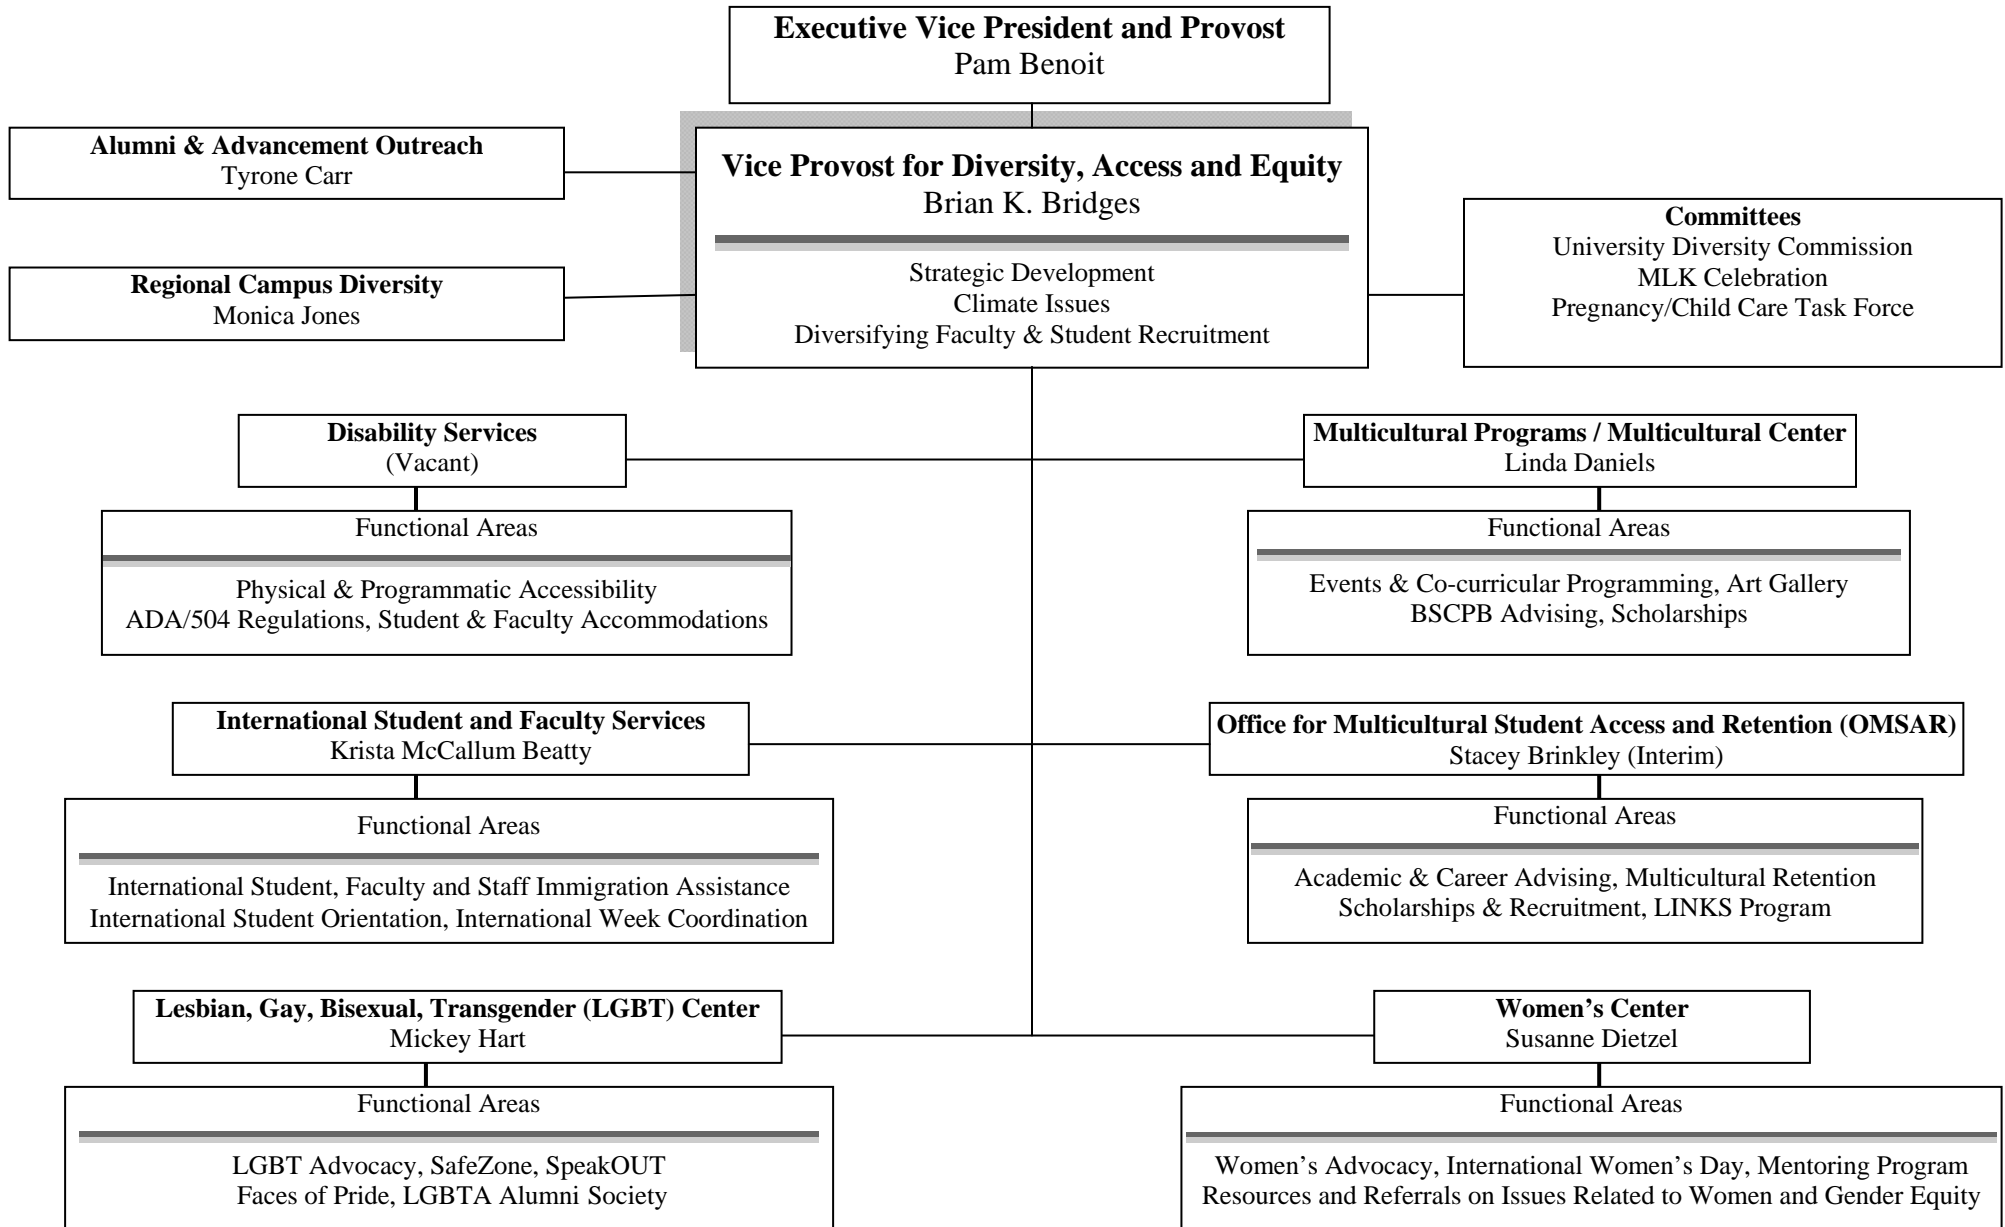 Executive Vice President and Provost
Pam Benoit
Alumni & Advancement Outreach
Tyrone Carr
Vice Provost for Diversity, Access and Equity
Brian K. Bridges
Strategic Development
Climate Issues
Diversifying Faculty & Student Recruitment
Committees
University Diversity Commission
MLK Celebration
Pregnancy/Child Care Task Force
Regional Campus Diversity
Monica Jones
Disability Services
(Vacant)
Functional Areas
Physical & Programmatic Accessibility
ADA/504 Regulations, Student & Faculty Accommodations
Multicultural Programs / Multicultural Center
Linda Daniels
Functional Areas
Events & Co-curricular Programming, Art Gallery
BSCPB Advising, Scholarships
International Student and Faculty Services
Krista McCallum Beatty
Functional Areas
International Student, Faculty and Staff Immigration Assistance
International Student Orientation, International Week Coordination
Office for Multicultural Student Access and Retention (OMSAR)
Stacey Brinkley (Interim)
Functional Areas
Academic & Career Advising, Multicultural Retention
Scholarships & Recruitment, LINKS Program
Lesbian, Gay, Bisexual, Transgender (LGBT) Center
Mickey Hart
Functional Areas
LGBT Advocacy, SafeZone, SpeakOUT
Faces of Pride, LGBTA Alumni Society
Women’s Center
Susanne Dietzel
Functional Areas
Women’s Advocacy, International Women’s Day, Mentoring Program
Resources and Referrals on Issues Related to Women and Gender Equity